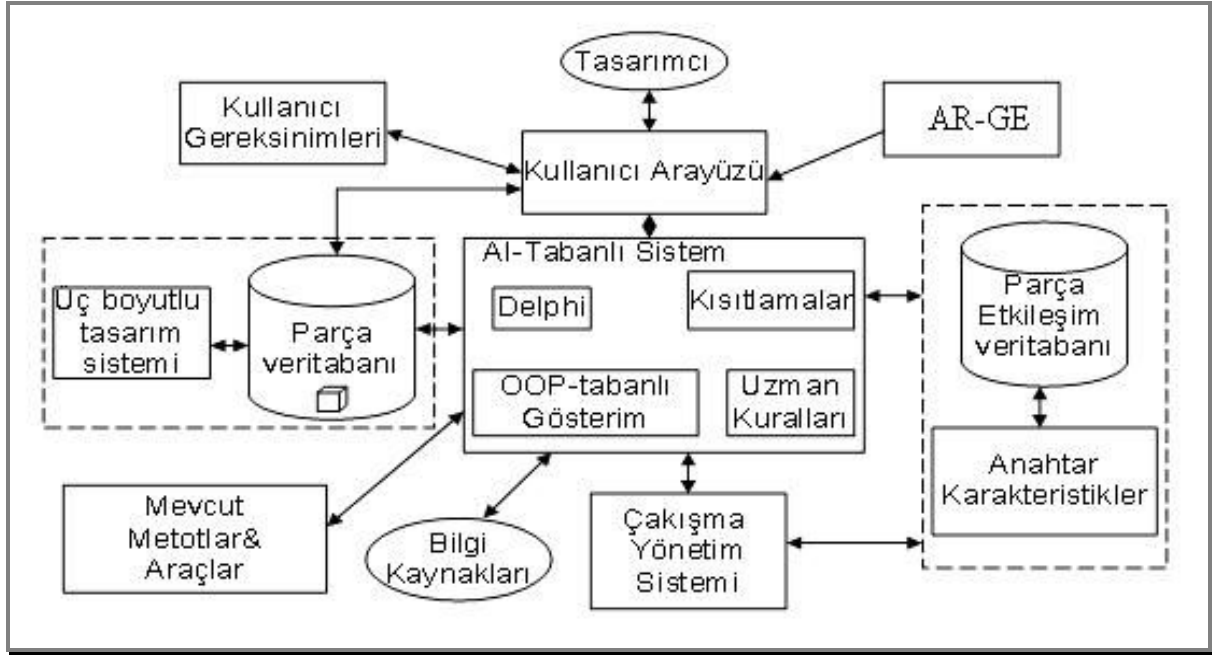 Tasarımcı
Kullanıcı
Gereksinimleri
AR-GE
Kullanıcı Arayüzü
AI-Tabanlı Sistem
Delphi
Kısıtlamalar
OOP-tabanlı
Gösterim
Uzman
Kuralları
Üç boyutlu
tasarım
sistemi
Parça
veritabanı
Parça
Etkileşim
veritabanı
Anahtar
Karakteristikler
Mevcut
Metotlar&
Araçlar
Bilgi
Kaynakları
Çakışma
Yönetim
Sistemi